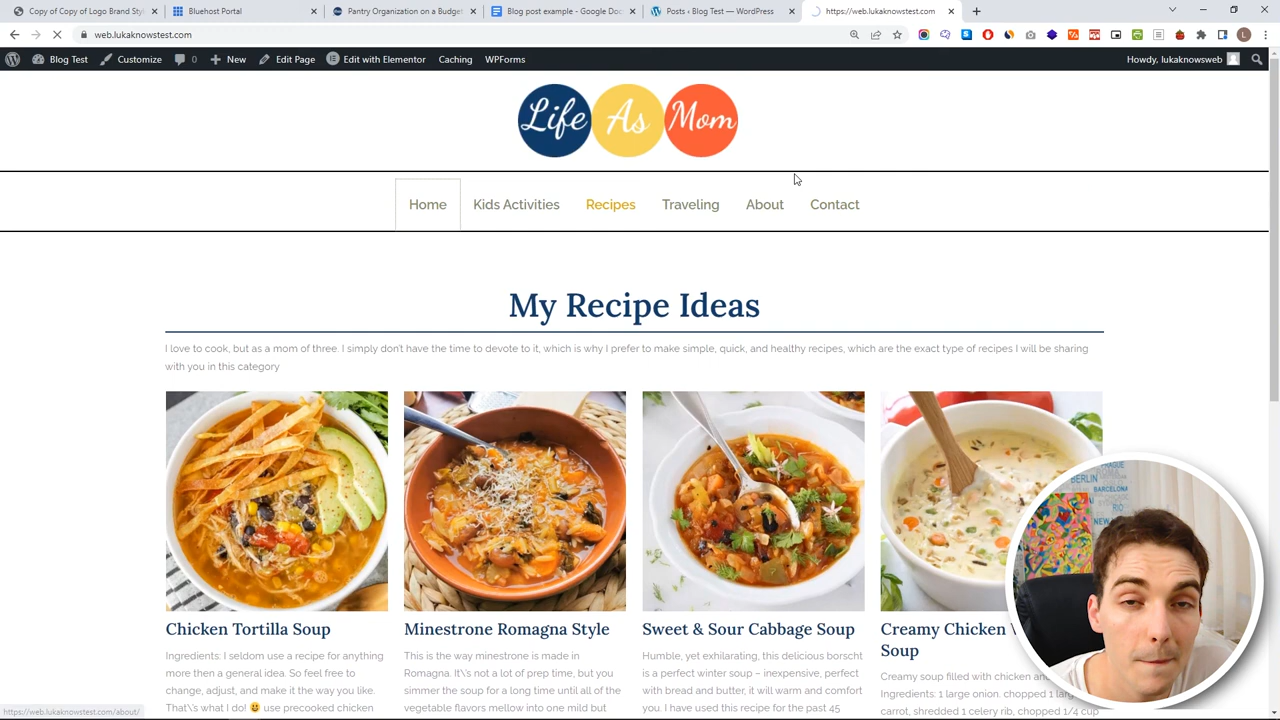 Copy of Copy of Logo Brand Styl
Bluehost Portal
Pantry Organization on a Budget
Blog post example - Google Doc
Posts ‹ Blog Test — WordPress
https://web.lukaknowstest.com
web.lukaknowstest.com
Blog Test
Customize
0
New
Edit Page
Edit with Elementor
Caching
WPForms
Howdy, lukaknowsweb
Life As Mom
Home
Kids Activities
Recipes
Traveling
About
Contact
My Recipe Ideas
I love to cook, but as a mom of three. I simply don't have the time to devote to it, which is why I prefer to make simple, quick, and healthy recipes, which are the exact type of recipes I will be sharing
with you in this category
BERLIN
BARCELONA
RIO
Chicken Tortilla Soup
Ingredients: I seldom use a recipe for anything
more then a general idea. So feel free to
change, adjust, and make it the way you like.
That\'s what I do! 😃 use precooked chicken
Minestrone Romagna Style
This is the way minestrone is made in
Romagna. It\'s not a lot of prep time, but you
simmer the soup for a long time until all of the
vegetable flavors mellow into one mild but
Sweet & Sour Cabbage Soup
Humble, yet exhilarating, this delicious borscht
is a perfect winter soup – inexpensive, perfect
with bread and butter, it will warm and comfort
you. I have used this recipe for the past 45
Creamy Chicken
Soup
Creamy soup filled with chicken and
Ingredients: 1 large onion. chopped 1
carrot, shredded 1 celery rib, chopped 1/4 cup
https://web.lukaknowstest.com/about/